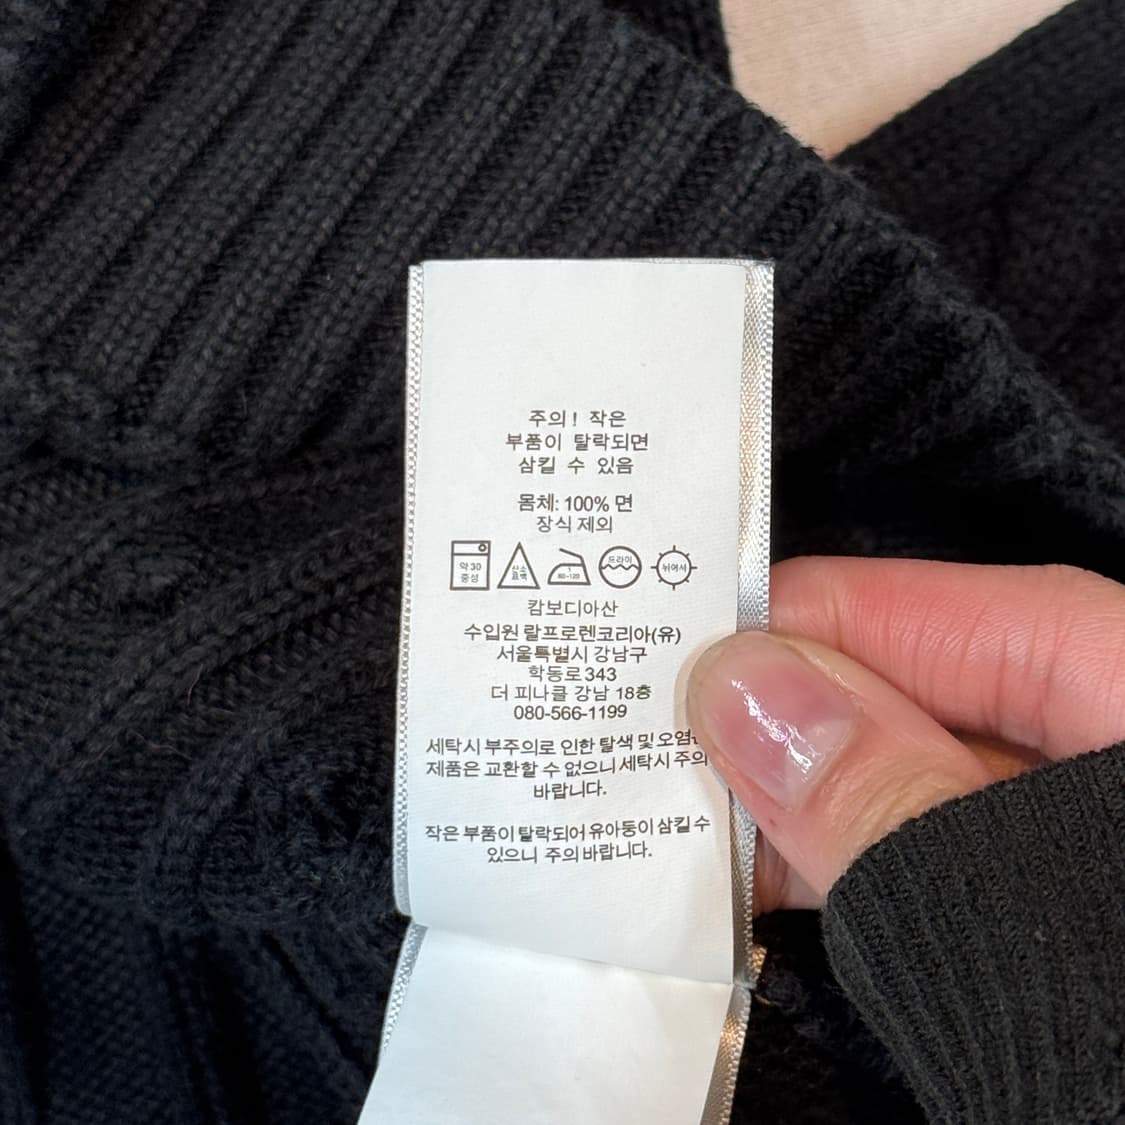 주의! 작은
부품이 탈락되면
삼킬 수 있음
몸체: 100% 면
장식 제외
약 30 중성
산소 표백
1 80~120
드라이
뉘어서
캄보디아산
수입원 랄프로렌코리아(유)
서울특별시 강남구
학동로 343
더 피나클 강남 18층
080-566-1199
세탁시 부주의로 인한 탈색 및 오염
제품은 교환할 수 없으니 세탁시 주의
바랍니다.
작은 부품이 탈락되어 유아동이 삼킬 수
있으니 주의 바랍니다.